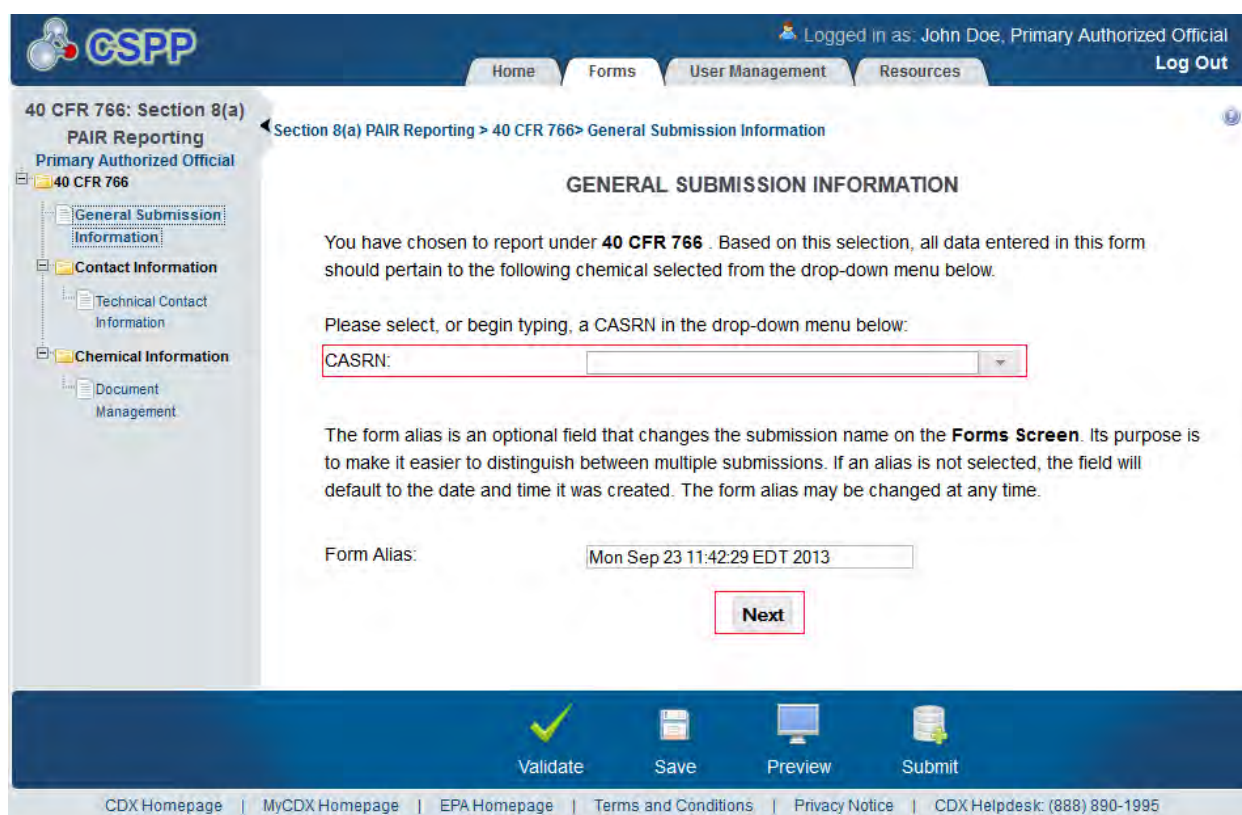 CSPP
Logged in as: John Doe, Primary Authorized Official
Home Forms User Management Resources
Log Out
40 CFR 766: Section 8(a)
PAIR Reporting
Primary Authorized Official
40 CFR 766
General Submission
Information
Contact Information
Technical Contact
Information
Chemical Information
Document
Management
Section 8(a) PAIR Reporting > 40 CFR 766> General Submission Information
GENERAL SUBMISSION INFORMATION
You have chosen to report under 40 CFR 766 . Based on this selection, all data entered in this form
should pertain to the following chemical selected from the drop-down menu below.
Please select, or begin typing, a CASRN in the drop-down menu below:
CASRN:
The form alias is an optional field that changes the submission name on the Forms Screen. Its purpose is
to make it easier to distinguish between multiple submissions. If an alias is not selected, the field will
default to the date and time it was created. The form alias may be changed at any time.
Form Alias: Mon Sep 23 11:42:29 EDT 2013
Next
Validate Save Preview Submit
CDX Homepage | MyCDX Homepage | EPA Homepage | Terms and Conditions | Privacy Notice | CDX Helpdesk: (888) 890-1995